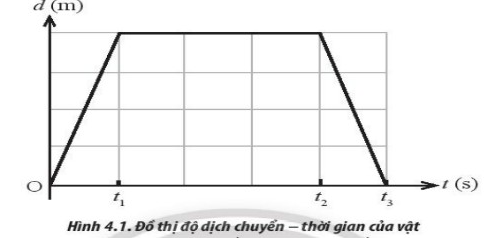 d (m)
O
t₁
t₂
t₃
t (s)
Hình 4.1. Đồ thị độ dịch chuyển – thời gian của vật